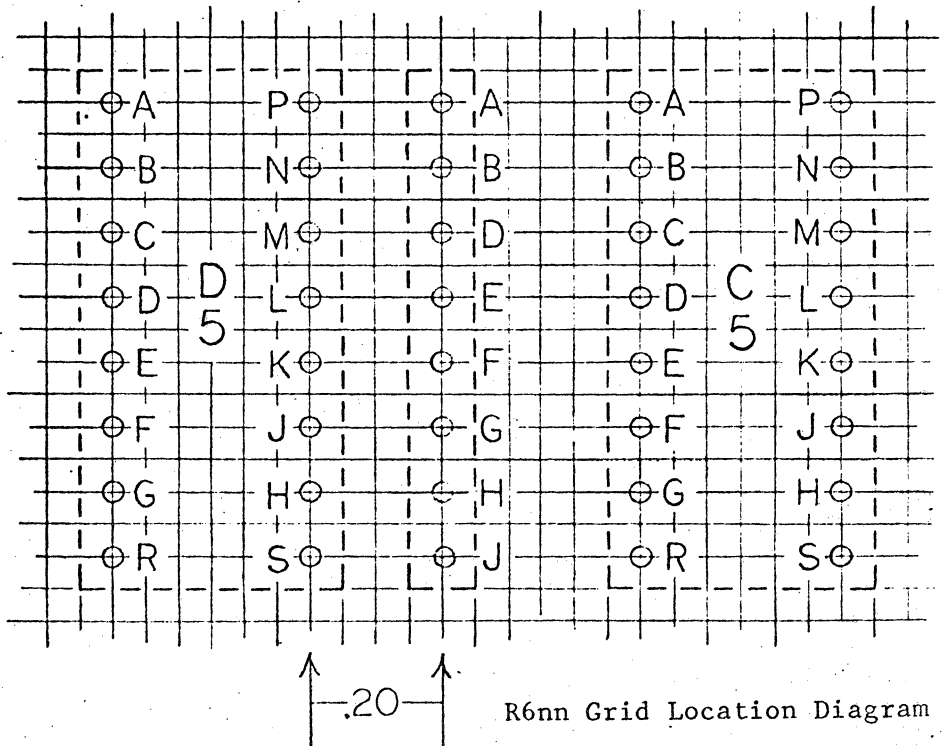 A P A A P
B N B B N
C M D C M
D L E D L
D 5 C 5
E K F E K
F J G F J
G H H G H
R S J R S
.20
R6nn Grid Location Diagram